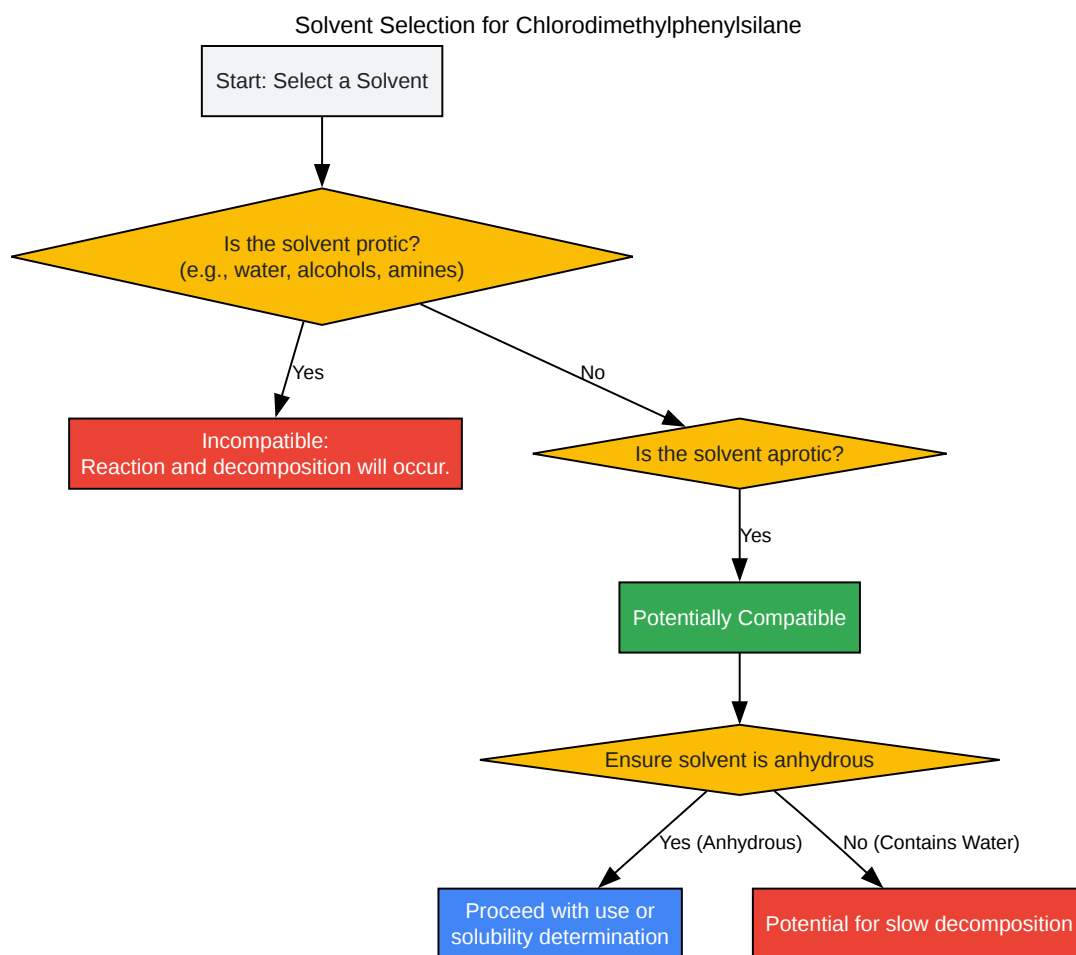 Solvent Selection for Chlorodimethylphenylsilane
Start: Select a Solvent
Is the solvent protic?
(e.g., water, alcohols, amines)
Yes
No
Incompatible:
Reaction and decomposition will occur.
Is the solvent aprotic?
Yes
Potentially Compatible
Ensure solvent is anhydrous
Yes (Anhydrous)
No (Contains Water)
Proceed with use or
solubility determination
Potential for slow decomposition